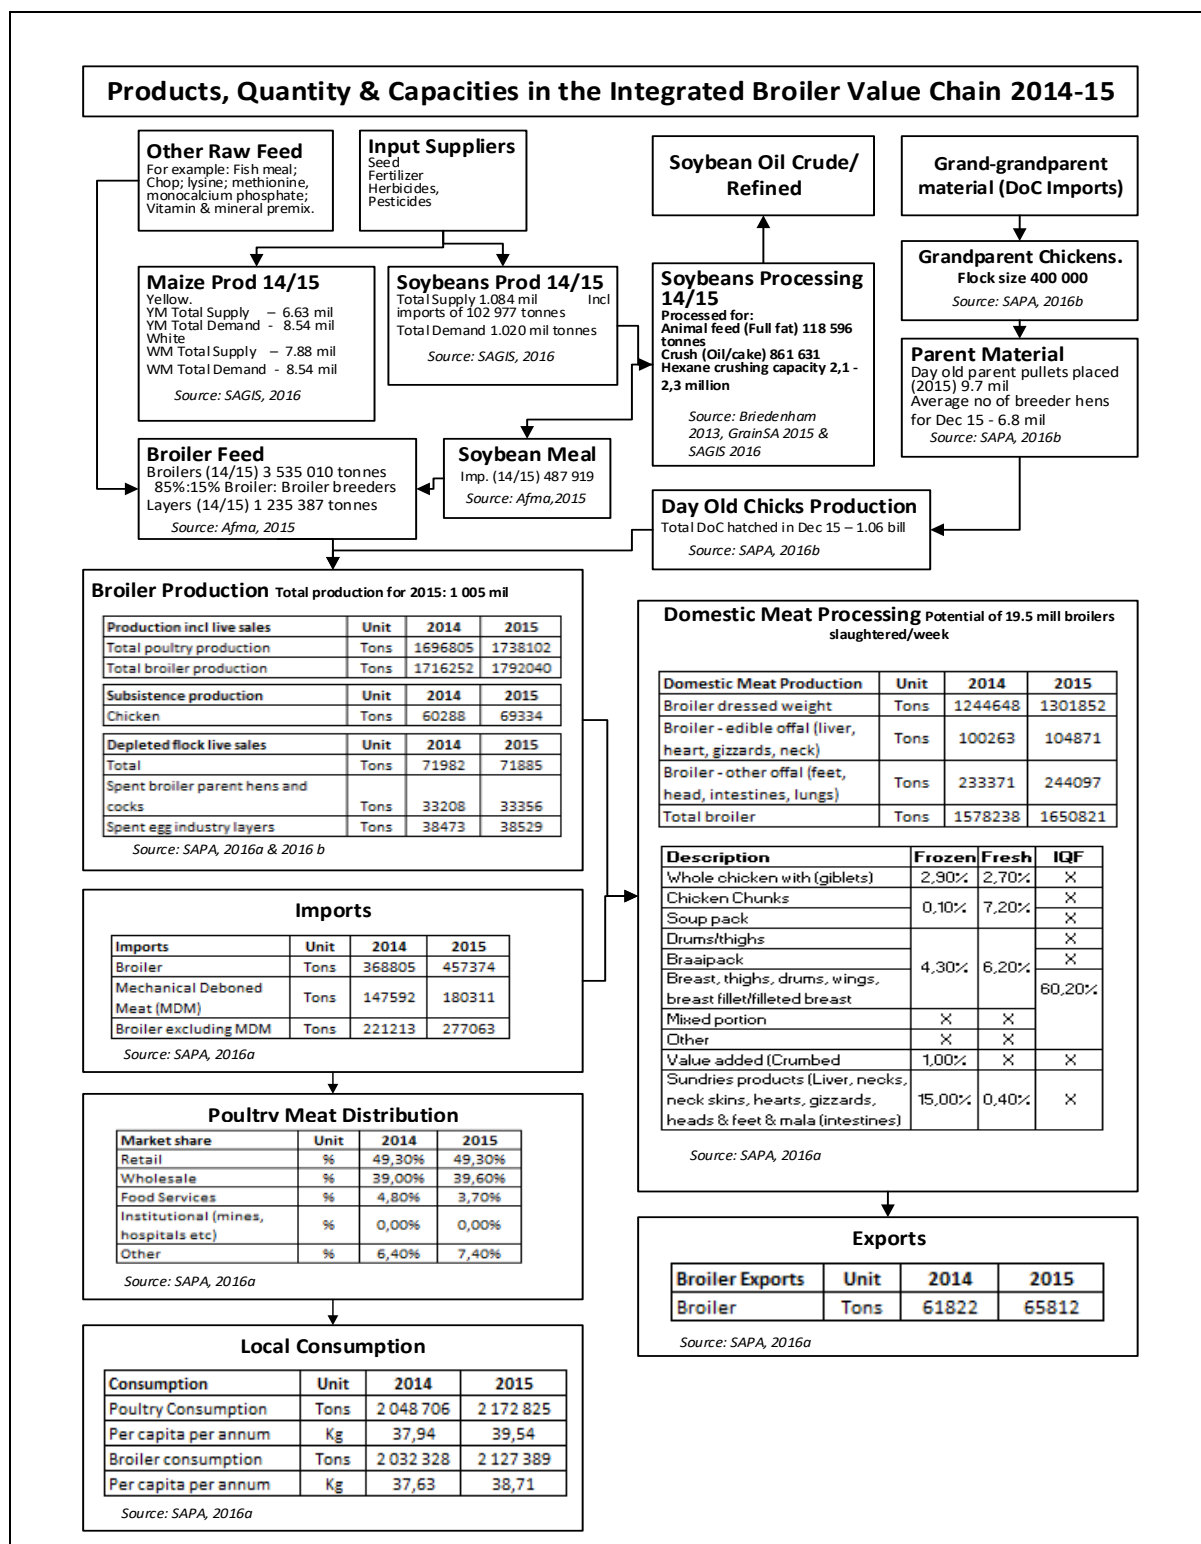 Products, Quantity & Capacities in the Integrated Broiler Value Chain 2014-15
Other Raw Feed
For example: Fish meal;
Chop; lysine; methionine,
monocalcium phosphate;
Vitamin & mineral premix.
Input Suppliers
Seed
Fertilizer
Herbicides,
Pesticides
Soybean Oil Crude/
Refined
Grand-grandparent
material (DoC Imports)
Maize Prod 14/15
Yellow.
YM Total Supply – 6.63 mil
YM Total Demand - 8.54 mil
White
WM Total Supply – 7.88 mil
WM Total Demand - 8.54 mil
Source: SAGIS, 2016
Soybeans Prod 14/15
Total Supply 1.084 mil Incl
imports of 102 977 tonnes
Total Demand 1.020 mil tonnes
Source: SAGIS, 2016
Soybeans Processing
14/15
Processed for:
Animal feed (Full fat) 118 596
tonnes
Crush (Oil/cake) 861 631
Hexane crushing capacity 2,1 -
2,3 million
Source: Briedenham
2013, GrainSA 2015 &
SAGIS 2016
Grandparent Chickens.
Flock size 400 000
Source: SAPA, 2016b
Parent Material
Day old parent pullets placed
(2015) 9.7 mil
Average no of breeder hens
for Dec 15 - 6.8 mil
Source: SAPA, 2016b
Broiler Feed
Broilers (14/15) 3 535 010 tonnes
85%:15% Broiler: Broiler breeders
Layers (14/15) 1 235 387 tonnes
Source: Afma, 2015
Soybean Meal
Imp. (14/15) 487 919
Source: Afma,2015
Day Old Chicks Production
Total DoC hatched in Dec 15 – 1.06 bill
Source: SAPA, 2016b
Broiler Production Total production for 2015: 1 005 mil
Production incl live sales Unit 2014 2015
Total poultry production Tons 1696805 1738102
Total broiler production Tons 1716252 1792040
Subsistence production Unit 2014 2015
Chicken Tons 60288 69334
Depleted flock live sales Unit 2014 2015
Total Tons 71982 71885
Spent broiler parent hens and
cocks Tons 33208 33356
Spent egg industry layers Tons 38473 38529
Source: SAPA, 2016a & 2016 b
Domestic Meat Processing Potential of 19.5 mill broilers
slaughtered/week
Domestic Meat Production Unit 2014 2015
Broiler dressed weight Tons 1244648 1301852
Broiler - edible offal (liver,
heart, gizzards, neck) Tons 100263 104871
Broiler - other offal (feet,
head, intestines, lungs) Tons 233371 244097
Total broiler Tons 1578238 1650821
Description Frozen Fresh IQF
Whole chicken with (giblets) 2,90% 2,70% X
Chicken Chunks 0,10% 7,20% X
Soup pack X
Drums/thighs 4,30% 6,20% X
Braaipack X
Breast, thighs, drums, wings,
breast fillet/filleted breast 60,20%
Mixed portion X X
Other X X
Value added (Crumbed 1,00% X X
Sundries products (Liver, necks,
neck skins, hearts, gizzards, 15,00% 0,40% X
heads & feet & mala (intestines)
Source: SAPA, 2016a
Imports
Imports Unit 2014 2015
Broiler Tons 368805 457374
Mechanical Deboned
Meat (MDM) Tons 147592 180311
Broiler excluding MDM Tons 221213 277063
Source: SAPA, 2016a
Poultry Meat Distribution
Market share Unit 2014 2015
Retail % 49,30% 49,30%
Wholesale % 39,00% 39,60%
Food Services % 4,80% 3,70%
Institutional (mines,
hospitals etc) % 0,00% 0,00%
Other % 6,40% 7,40%
Source: SAPA, 2016a
Exports
Broiler Exports Unit 2014 2015
Broiler Tons 61822 65812
Source: SAPA, 2016a
Local Consumption
Consumption Unit 2014 2015
Poultry Consumption Tons 2 048 706 2 172 825
Per capita per annum Kg 37,94 39,54
Broiler consumption Tons 2 032 328 2 127 389
Per capita per annum Kg 37,63 38,71
Source: SAPA, 2016a